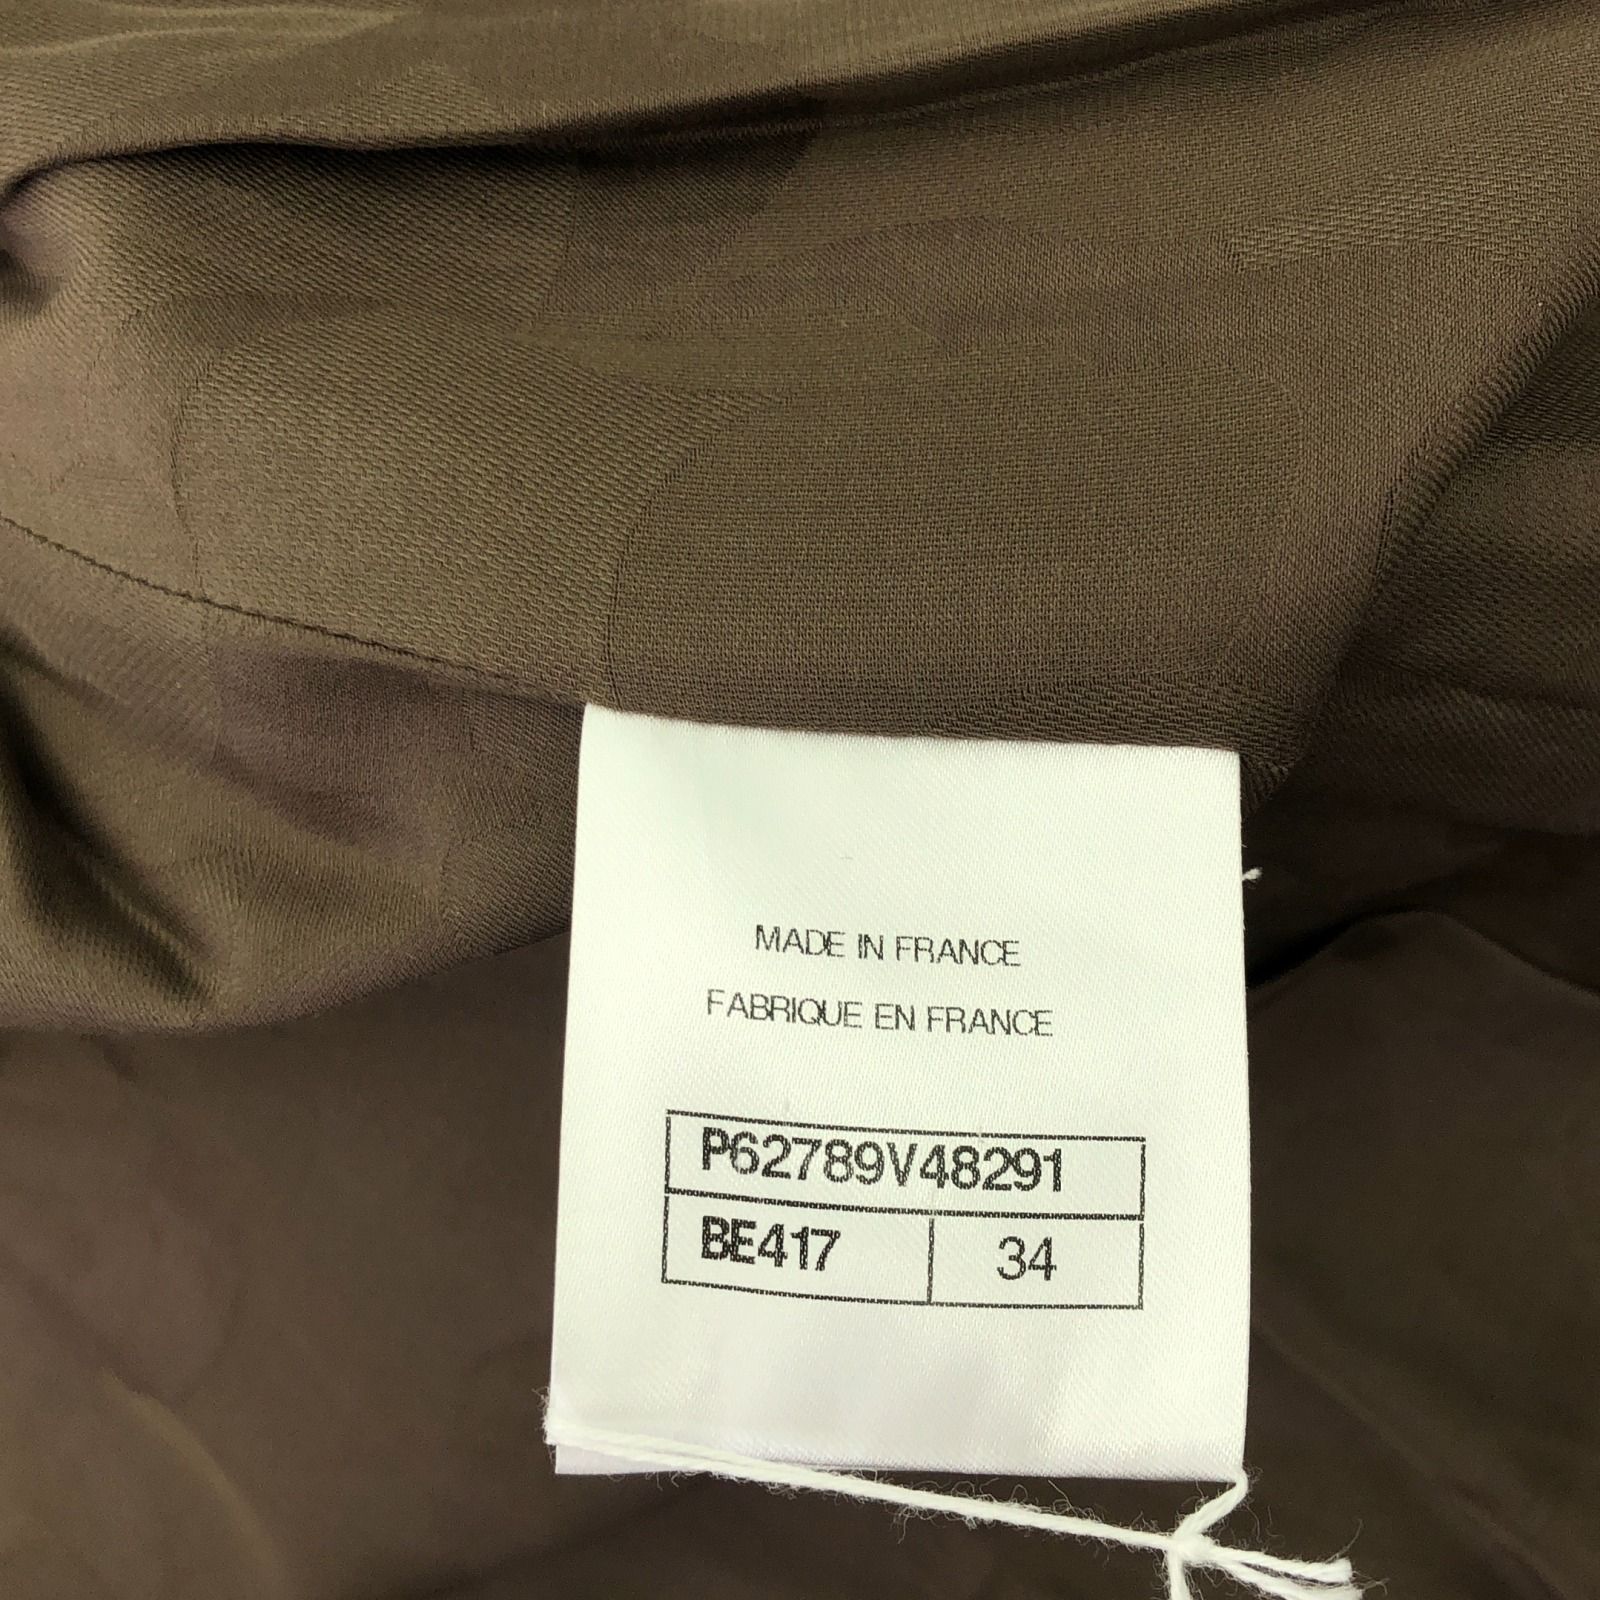 MADE IN FRANCE
FABRIQUE EN FRANCE
P62789V48291
BE417 34